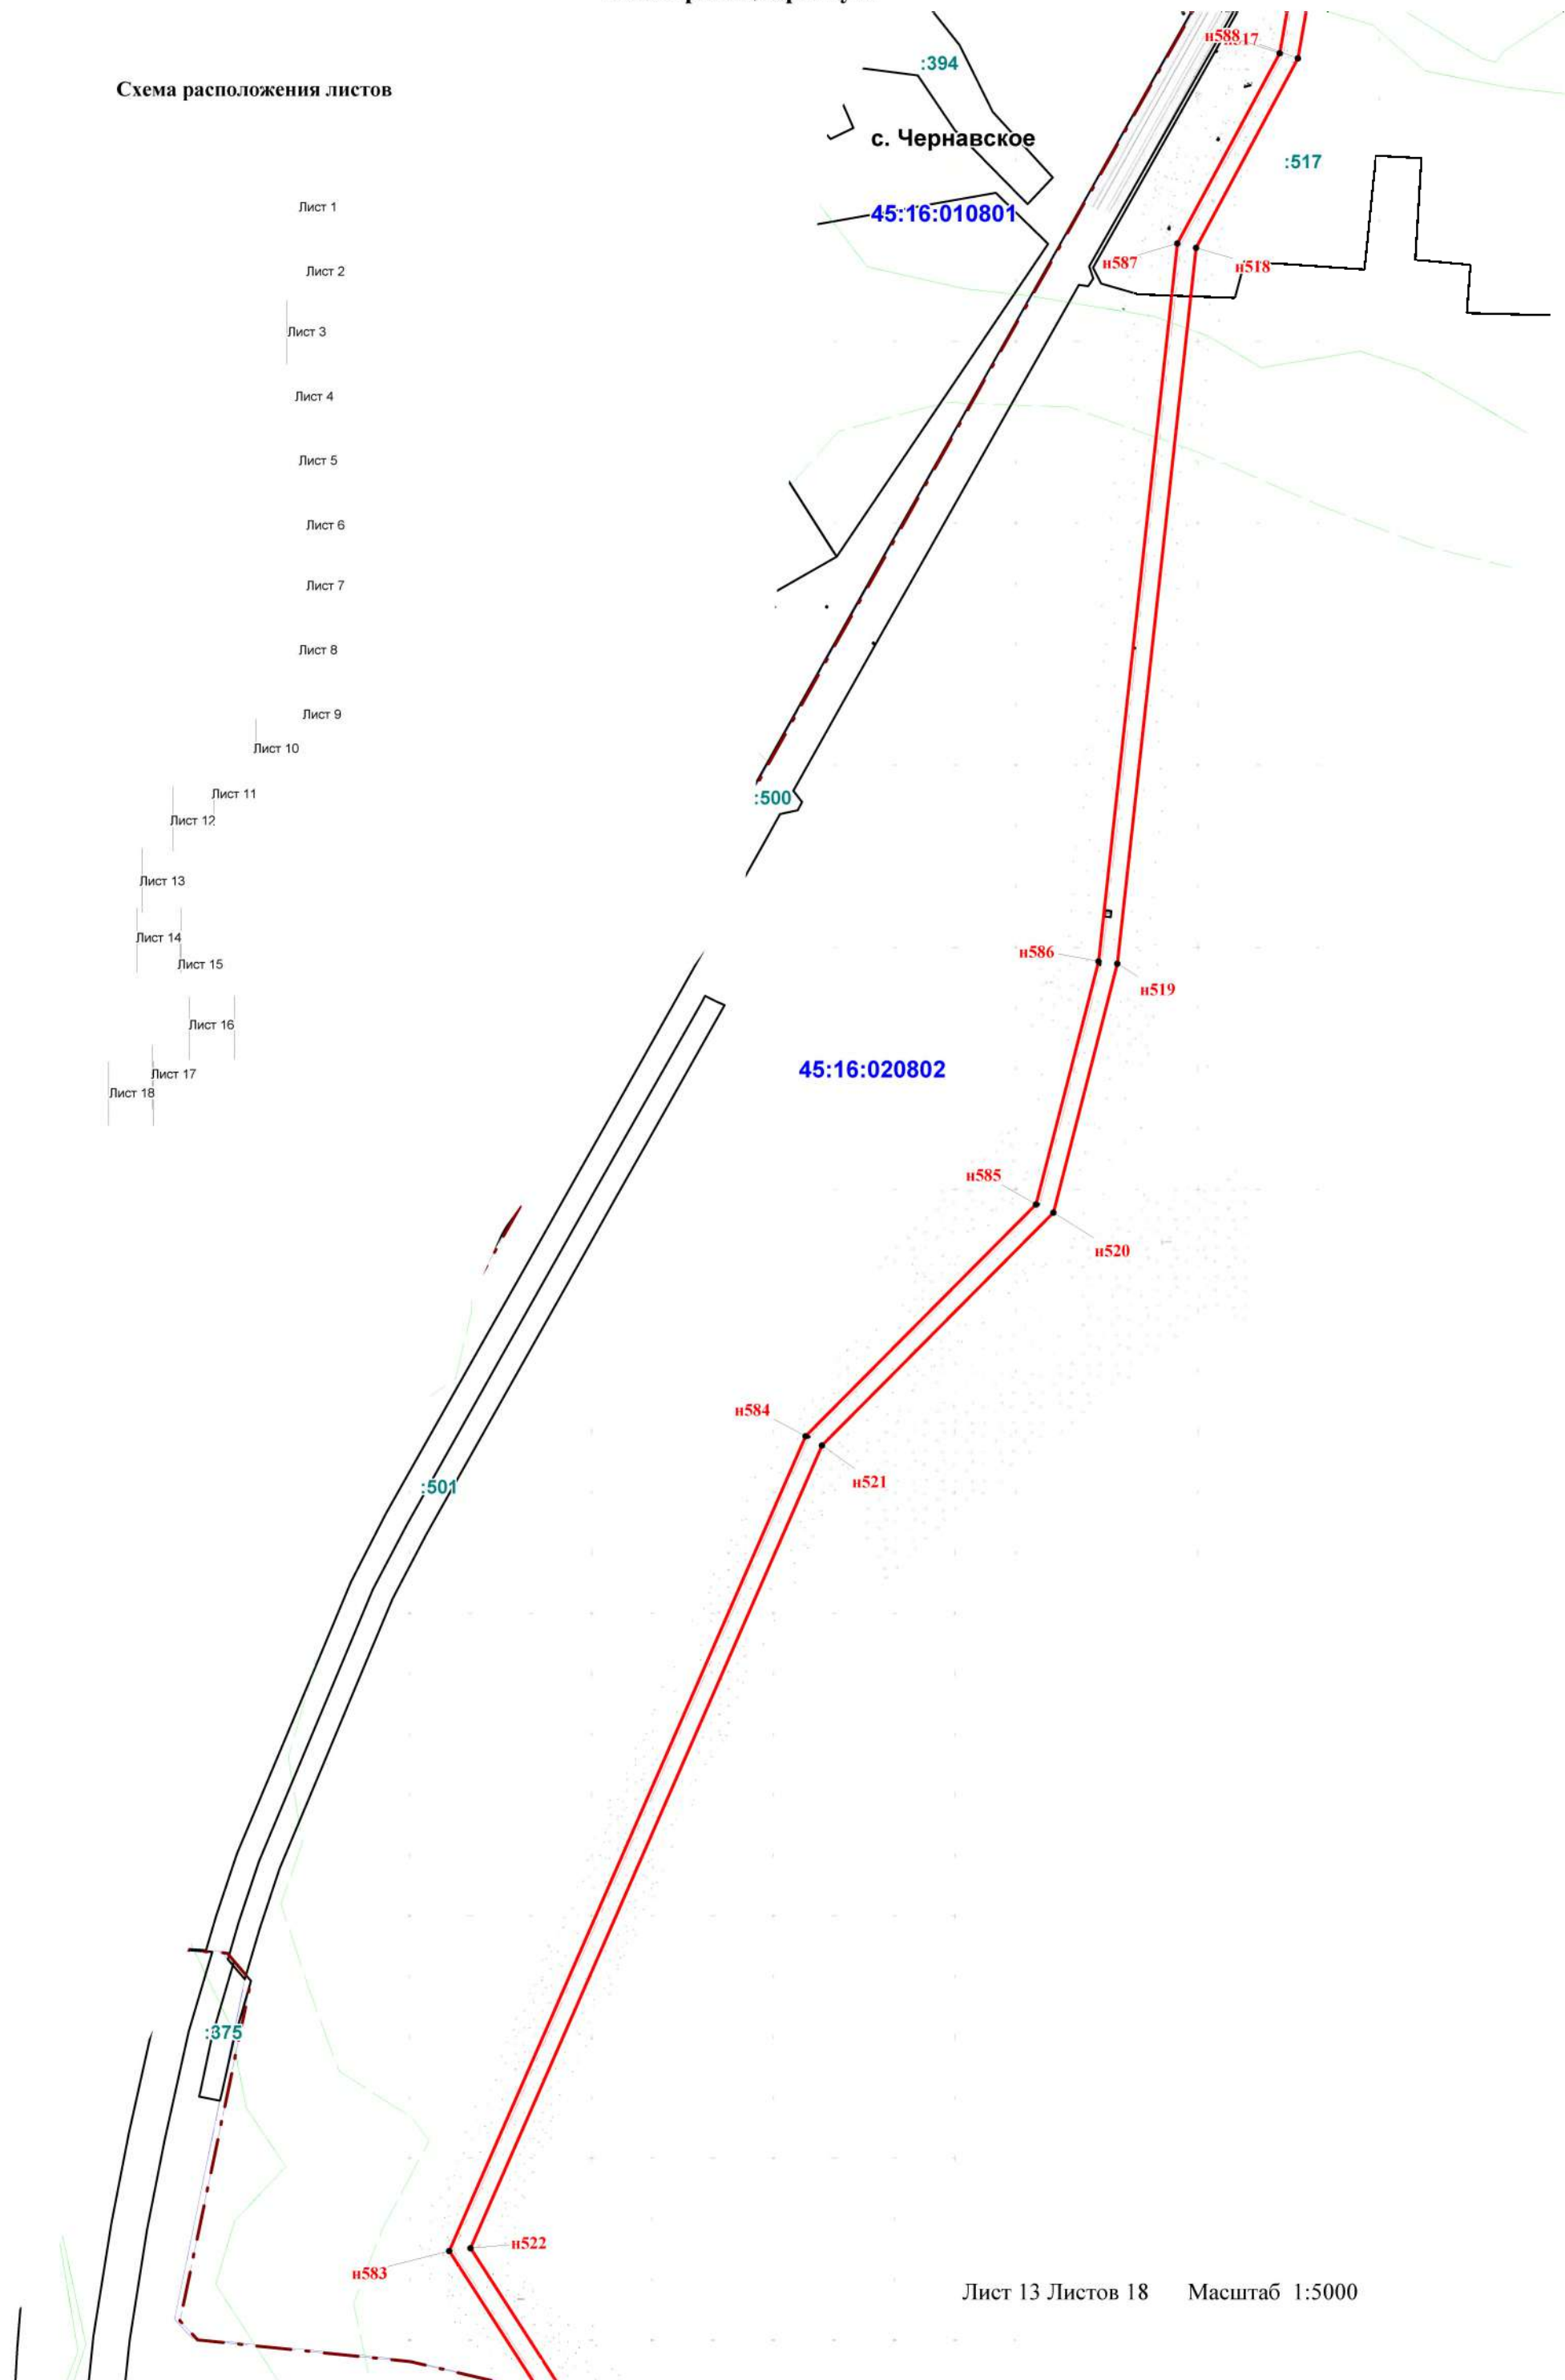 Схема расположения листов
Лист 1
Лист 2
Лист 3
Лист 4
Лист 5
Лист 6
Лист 7
Лист 8
Лист 9
Лист 10
Лист 11
Лист 12
Лист 13
Лист 14
Лист 15
Лист 16
Лист 17
Лист 18
н588
:394
с. Чернавское
:517
45:16:010801
н587
н518
:500
н586
н519
45:16:020802
н585
н520
н584
н521
:501
:375
н522
н583
Лист 13 Листов 18 Масштаб 1:5000